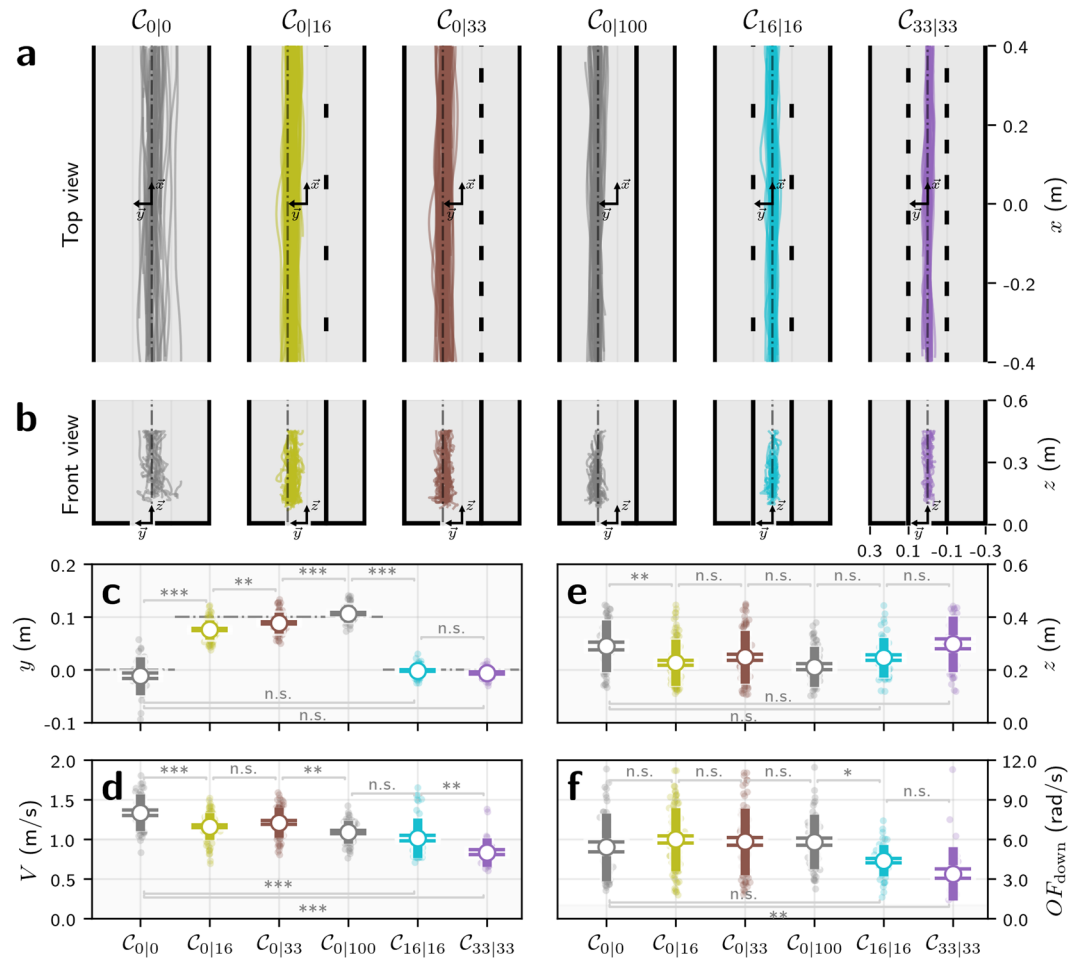 C0|0 C0|16 C0|33 C0|100 C16|16 C33|33
a
Top view
x⃗ x⃗ x⃗ x⃗ x⃗ x⃗
y⃗ y⃗ y⃗ y⃗ y⃗ y⃗
0.4
0.2
0.0
-0.2
-0.4
x (m)
b
Front view
z⃗ z⃗ z⃗ z⃗ z⃗ z⃗
y⃗ y⃗ y⃗ y⃗ y⃗ y⃗
0.6
0.3
0.0
z (m)
0.3 0.1 -0.1 -0.3
c
y (m)
0.2
0.1
0.0
-0.1
*** ** *** ***
n.s.
n.s.
n.s.
e
** n.s. n.s. n.s. n.s.
n.s.
n.s.
0.6
0.4
0.2
0.0
z (m)
d
V (m/s)
2.0
1.5
1.0
0.5
0.0
*** n.s. ** n.s. **
***
***
C0|0 C0|16 C0|33 C0|100 C16|16 C33|33
f
n.s. n.s. n.s. * n.s.
n.s.
**
12.0
9.0
6.0
3.0
0.0
OFdown (rad/s)
C0|0 C0|16 C0|33 C0|100 C16|16 C33|33